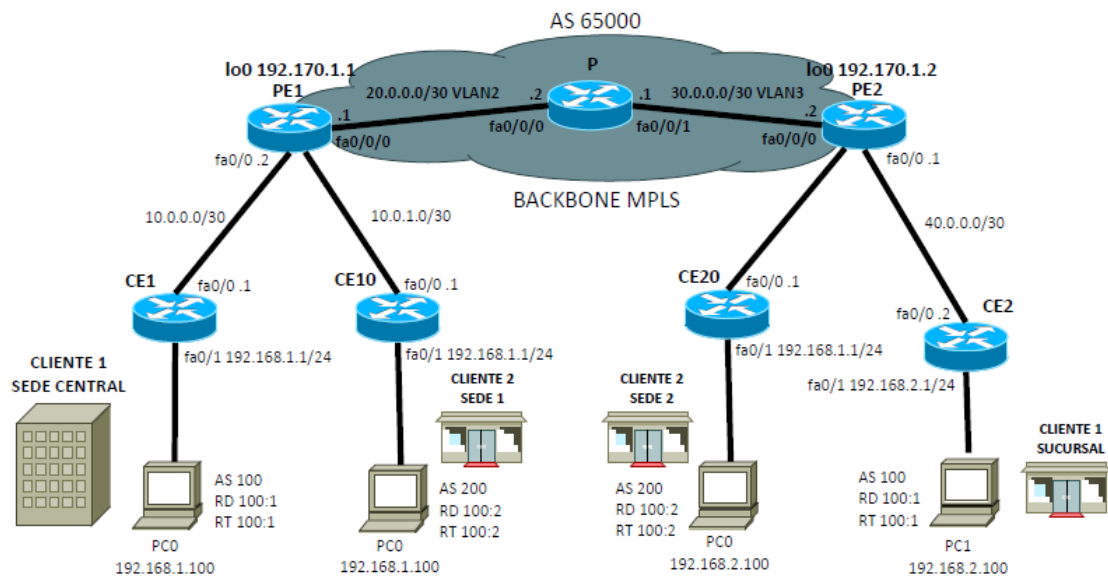 AS 65000
lo0 192.170.1.1
PE1
P
lo0 192.170.1.2
PE2
20.0.0.0/30 VLAN2
30.0.0.0/30 VLAN3
.1
.2
.1
.2
fa0/0/0
fa0/0/0
fa0/0/1
fa0/0/0
fa0/0 .2
fa0/0 .1
BACKBONE MPLS
10.0.0.0/30
10.0.1.0/30
40.0.0.0/30
CE1
fa0/0 .1
CE10
fa0/0 .1
CE20
fa0/0 .1
fa0/0 .2
CE2
fa0/1 192.168.1.1/24
fa0/1 192.168.1.1/24
fa0/1 192.168.1.1/24
fa0/1 192.168.2.1/24
CLIENTE 1
SEDE CENTRAL
CLIENTE 2
SEDE 1
CLIENTE 2
SEDE 2
CLIENTE 1
SUCURSAL
AS 100
RD 100:1
RT 100:1
PC0
192.168.1.100
AS 200
RD 100:2
RT 100:2
PC0
192.168.1.100
AS 200
RD 100:2
RT 100:2
PC0
192.168.2.100
AS 100
RD 100:1
RT 100:1
PC1
192.168.2.100